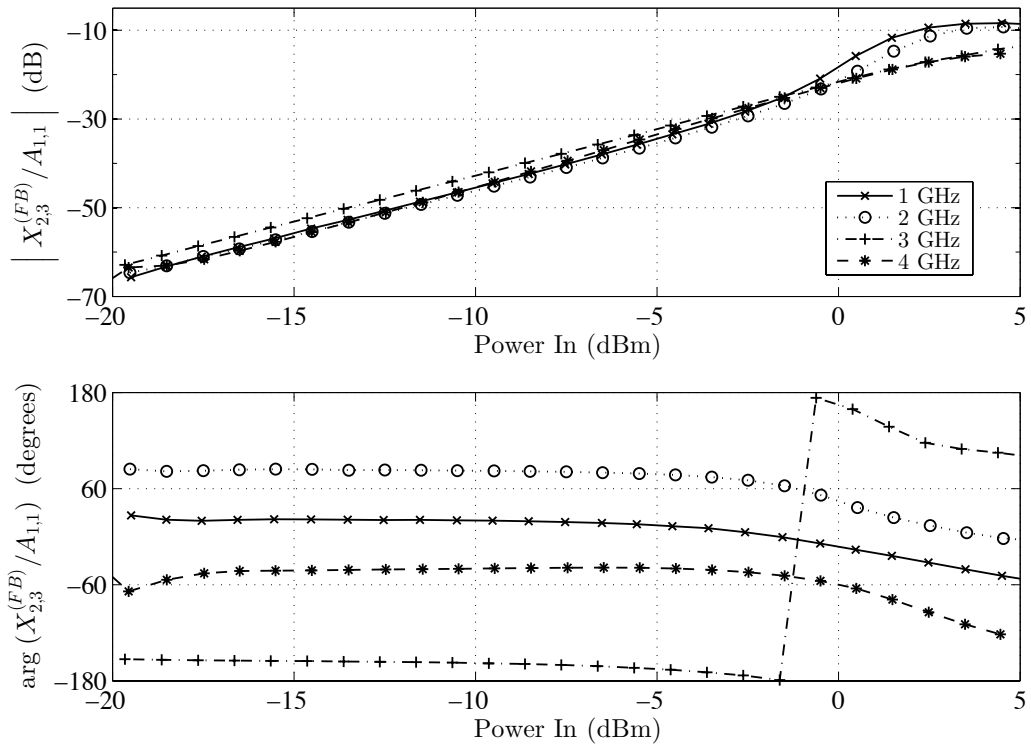 −10
−30
−50
−70
| X_{2,3}^{(FB)}/A_{1,1} | (dB)
1 GHz
2 GHz
3 GHz
4 GHz
−20 −15 −10 −5 0 5
Power In (dBm)
180
60
−60
−180
arg (X_{2,3}^{(FB)}/A_{1,1}) (degrees)
−20 −15 −10 −5 0 5
Power In (dBm)